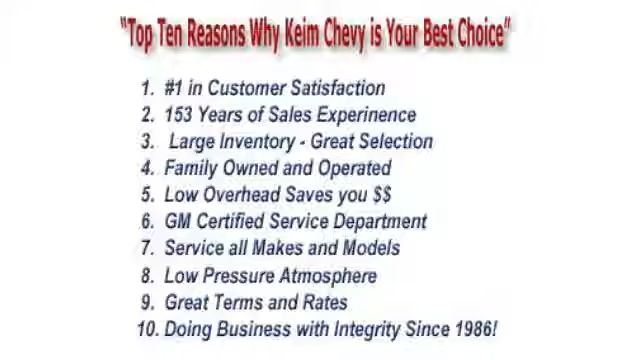 "Top Ten Reasons Why Keim Chevy is Your Best Choice"
1. #1 in Customer Satisfaction
2. 153 Years of Sales Experinence
3. Large Inventory - Great Selection
4. Family Owned and Operated
5. Low Overhead Saves you $$
6. GM Certified Service Department
7. Service all Makes and Models
8. Low Pressure Atmosphere
9. Great Terms and Rates
10. Doing Business with Integrity Since 1986!